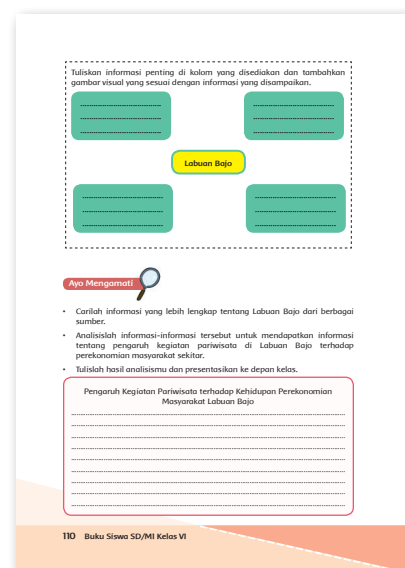 Tuliskan informasi penting di kolom yang disediakan dan tambahkan
gambar visual yang sesuai dengan informasi yang disampaikan.
Labuan Bajo
Ayo Mengamati
• Carilah informasi yang lebih lengkap tentang Labuan Bajo dari berbagai
sumber.
• Analisislah informasi-informasi tersebut untuk mendapatkan informasi
tentang pengaruh kegiatan pariwisata di Labuan Bajo terhadap
perekonomian masyarakat sekitar.
• Tulislah hasil analisismu dan presentasikan ke depan kelas.
Pengaruh Kegiatan Pariwisata terhadap Kehidupan Perekonomian
Masyarakat Labuan Bajo
110 Buku Siswa SD/MI Kelas VI